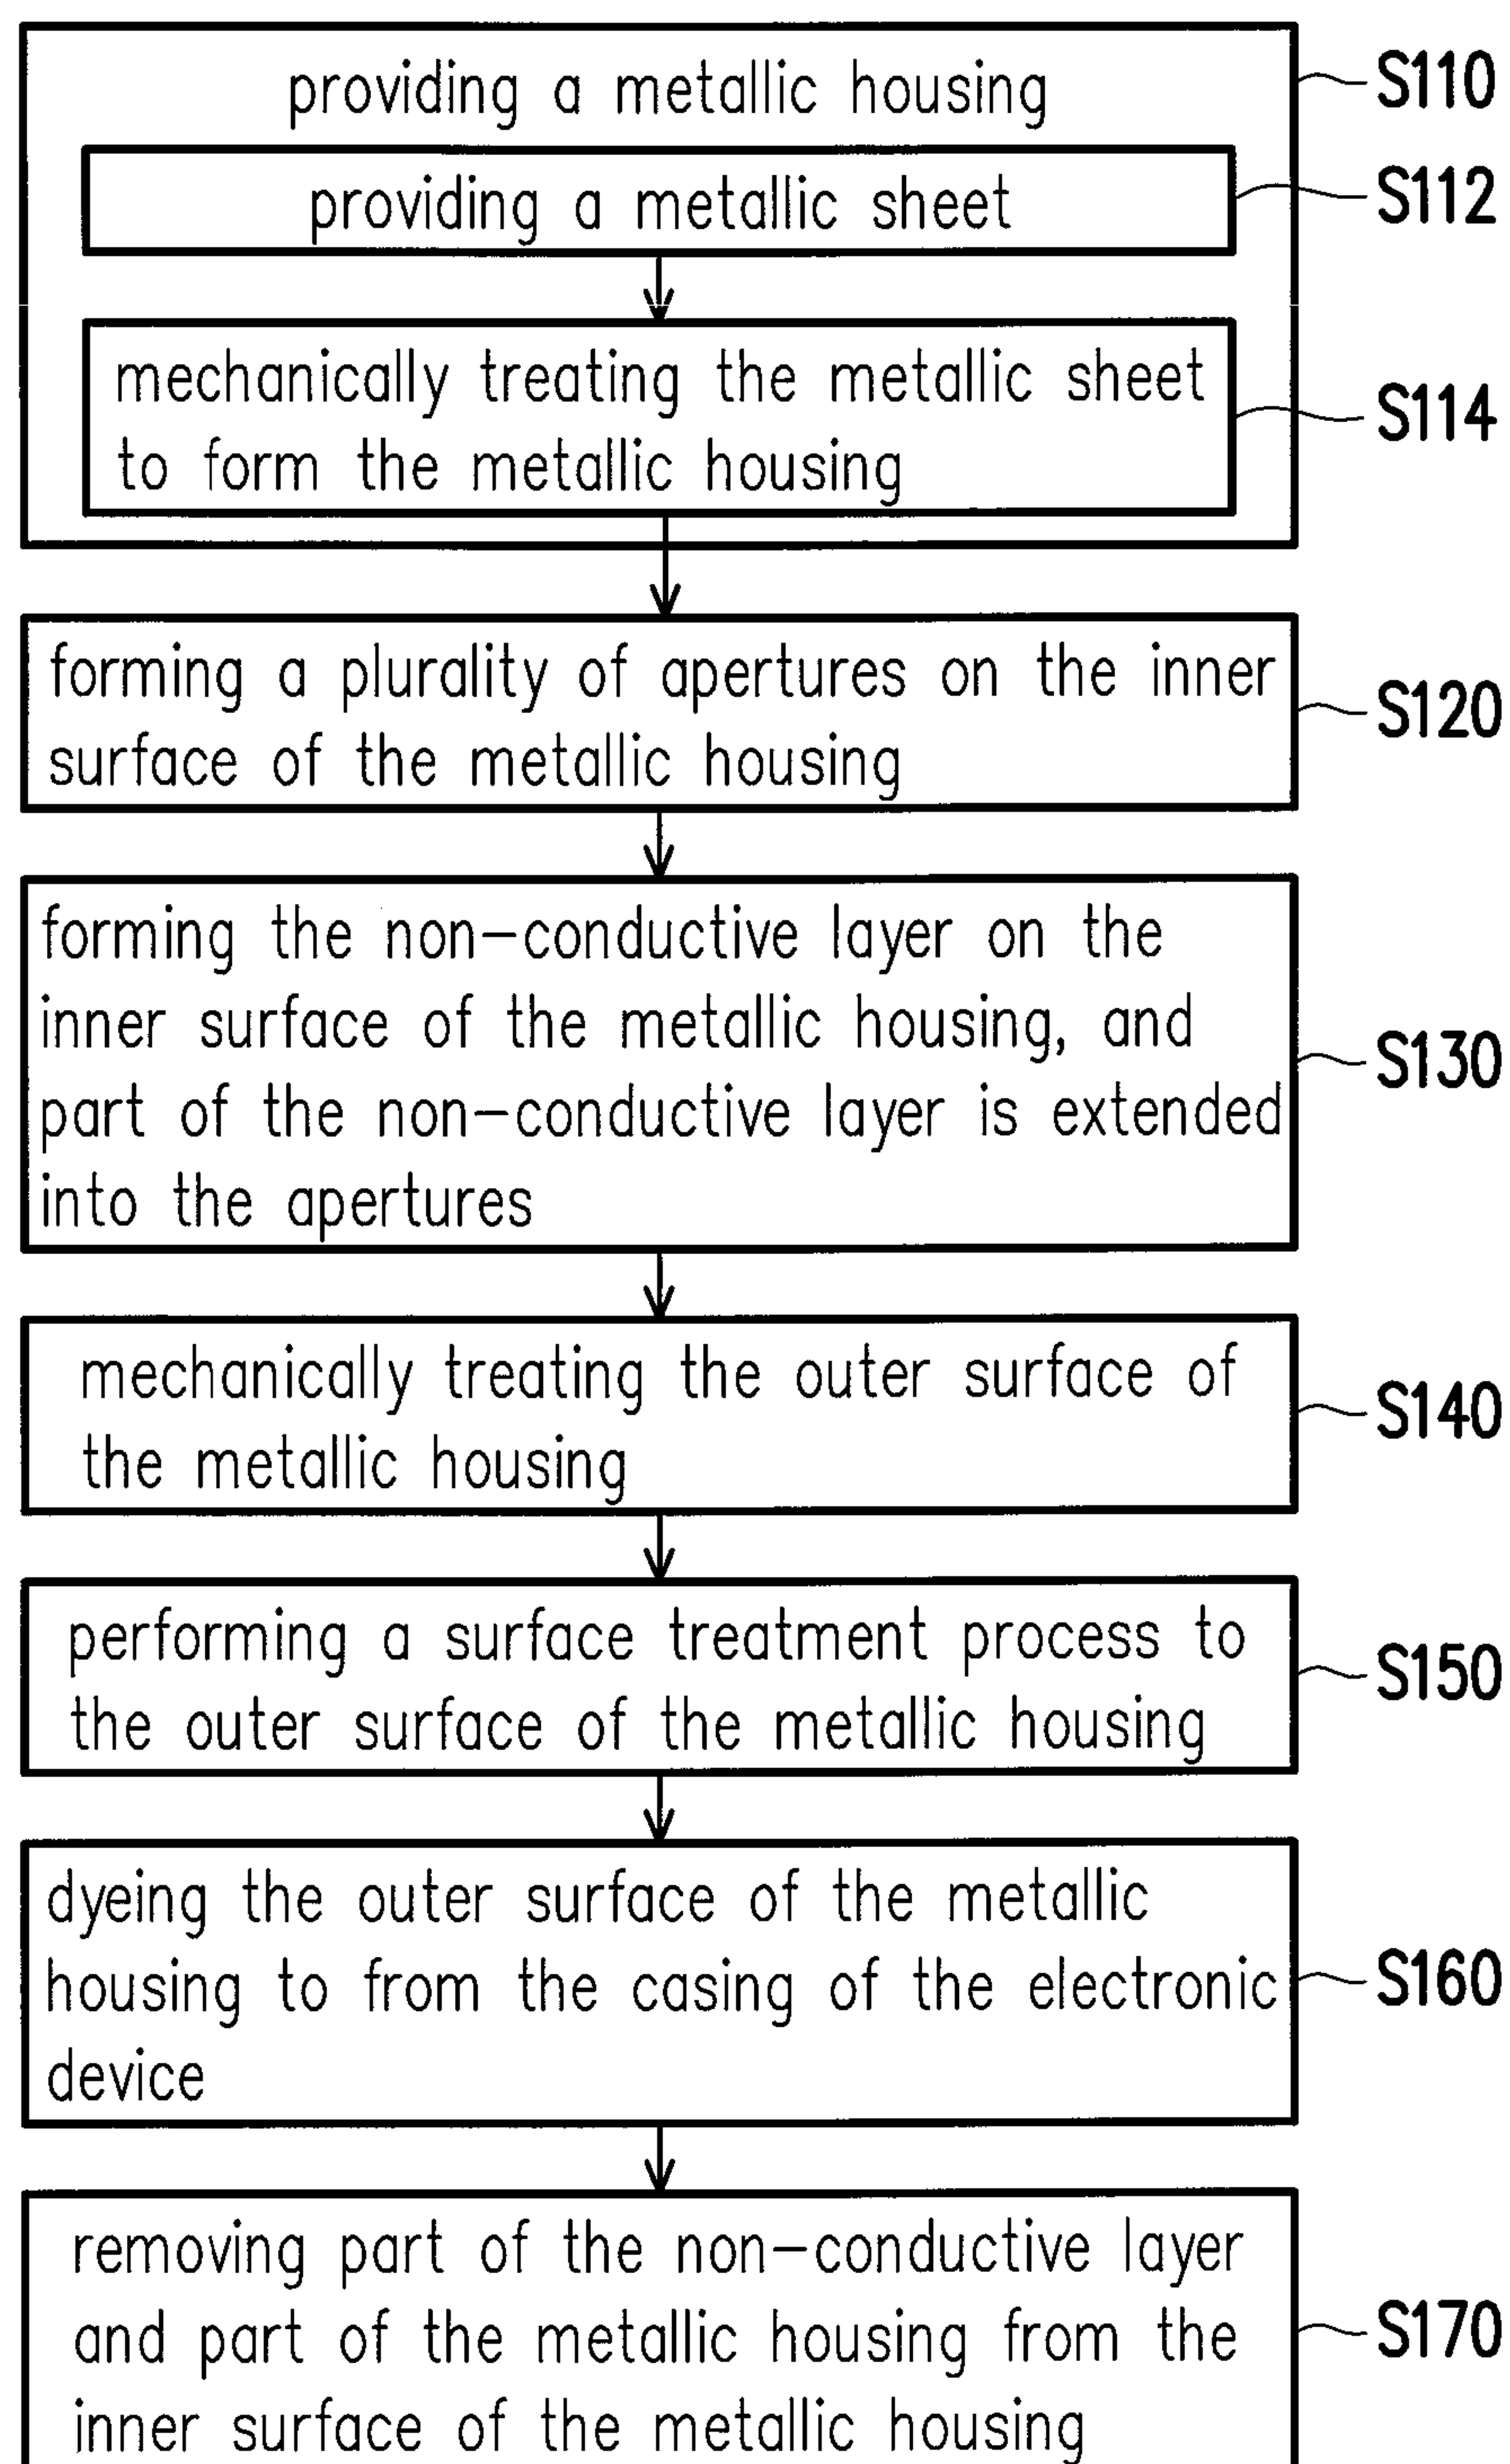 providing a metallic housing
S110
providing a metallic sheet
S112
mechanically treating the metallic sheet
to form the metallic housing
S114
forming a plurality of apertures on the inner
surface of the metallic housing
S120
forming the non-conductive layer on the
inner surface of the metallic housing, and
part of the non-conductive layer is extended
into the apertures
S130
mechanically treating the outer surface of
the metallic housing
S140
performing a surface treatment process to
the outer surface of the metallic housing
S150
dyeing the outer surface of the metallic
housing to from the casing of the electronic
device
S160
removing part of the non-conductive layer
and part of the metallic housing from the
inner surface of the metallic housing
S170